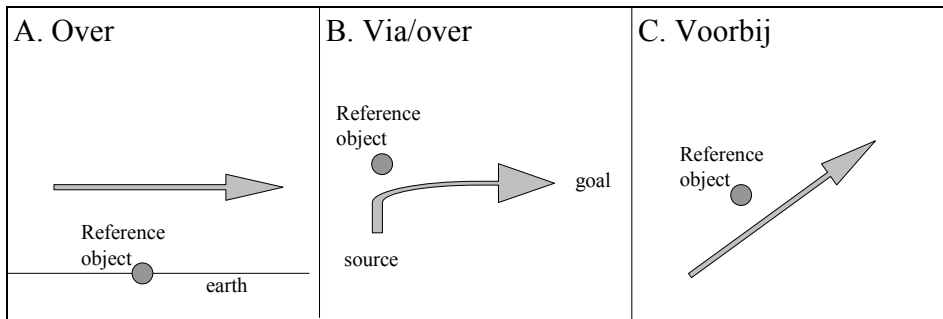 A. Over
Reference
object
earth
B. Via/over
Reference
object
goal
source
C. Voorbij
Reference
object